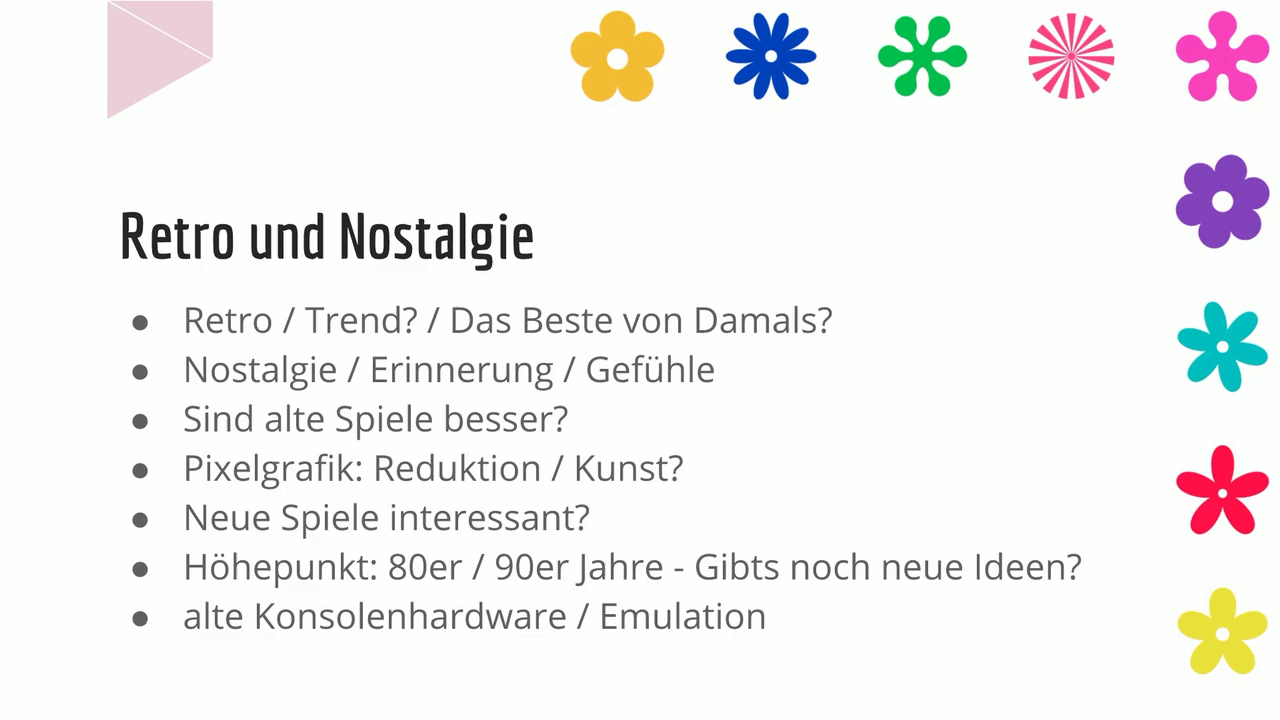 Retro und Nostalgie
● Retro / Trend? / Das Beste von Damals?
● Nostalgie / Erinnerung / Gefühle
● Sind alte Spiele besser?
● Pixelgrafik: Reduktion / Kunst?
● Neue Spiele interessant?
● Höhepunkt: 80er / 90er Jahre - Gibts noch neue Ideen?
● alte Konsolenhardware / Emulation